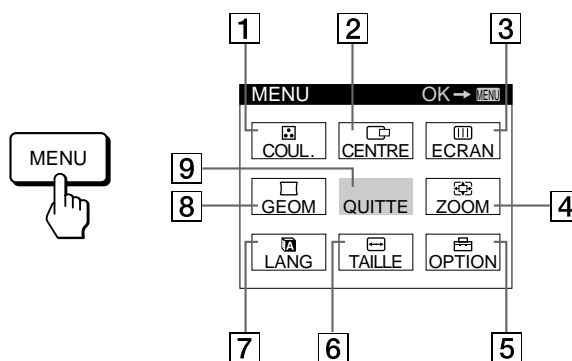 1 2 3
MENU OK→ MENU
MENU
COUL. CENTRE ECRAN
9
8 GEOM QUITTE ZOOM 4
LANG TAILLE OPTION
7 6 5